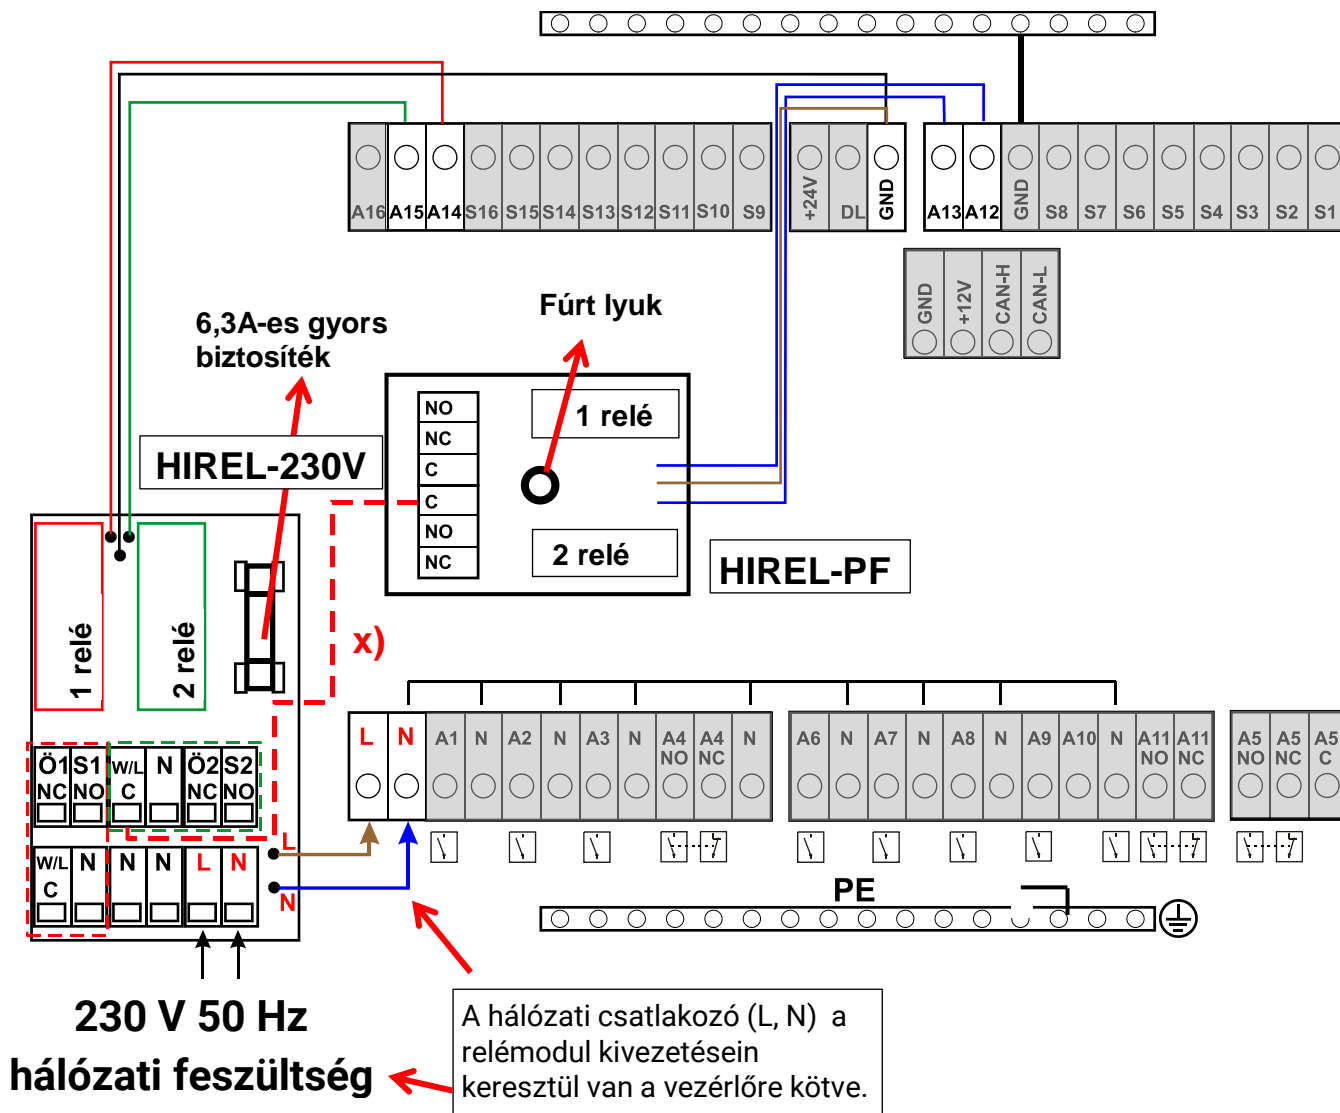 A16 A15 A14 S16 S15 S14 S13 S12 S11 S10 S9 +24V DL GND A13 A12 GND S8 S7 S6 S5 S4 S3 S2 S1
GND +12V CAN-H CAN-L
6,3A-es gyors
biztosíték
Fúrt lyuk
HIREL-230V
NO
NC
C
C
NO
NC
1 relé
2 relé
HIREL-PF
1 relé
2 relé
x)
L N A1 N A2 N A3 N A4 A4 N A6 N A7 N A8 N A9 A10 N A11 A11 A5 A5 A5
NO NC NO NC NO NC C
Ö1 S1 W/L N Ö2 S2
NC NO C NC NO
L
W/L N N N L N
C
N
PE
230 V 50 Hz
hálózati feszültség
A hálózati csatlakozó (L, N) a
relémodul kivezetésein
keresztül van a vezérlőre kötve.